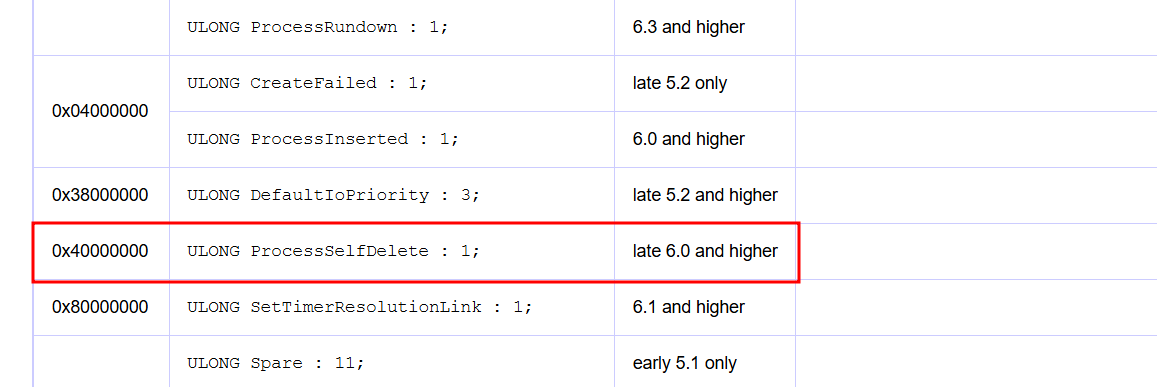 ULONG ProcessRundown : 1; 6.3 and higher
0x04000000 ULONG CreateFailed : 1; late 5.2 only
ULONG ProcessInserted : 1; 6.0 and higher
0x38000000 ULONG DefaultIoPriority : 3; late 5.2 and higher
0x40000000 ULONG ProcessSelfDelete : 1; late 6.0 and higher
0x80000000 ULONG SetTimerResolutionLink : 1; 6.1 and higher
ULONG Spare : 11; early 5.1 only